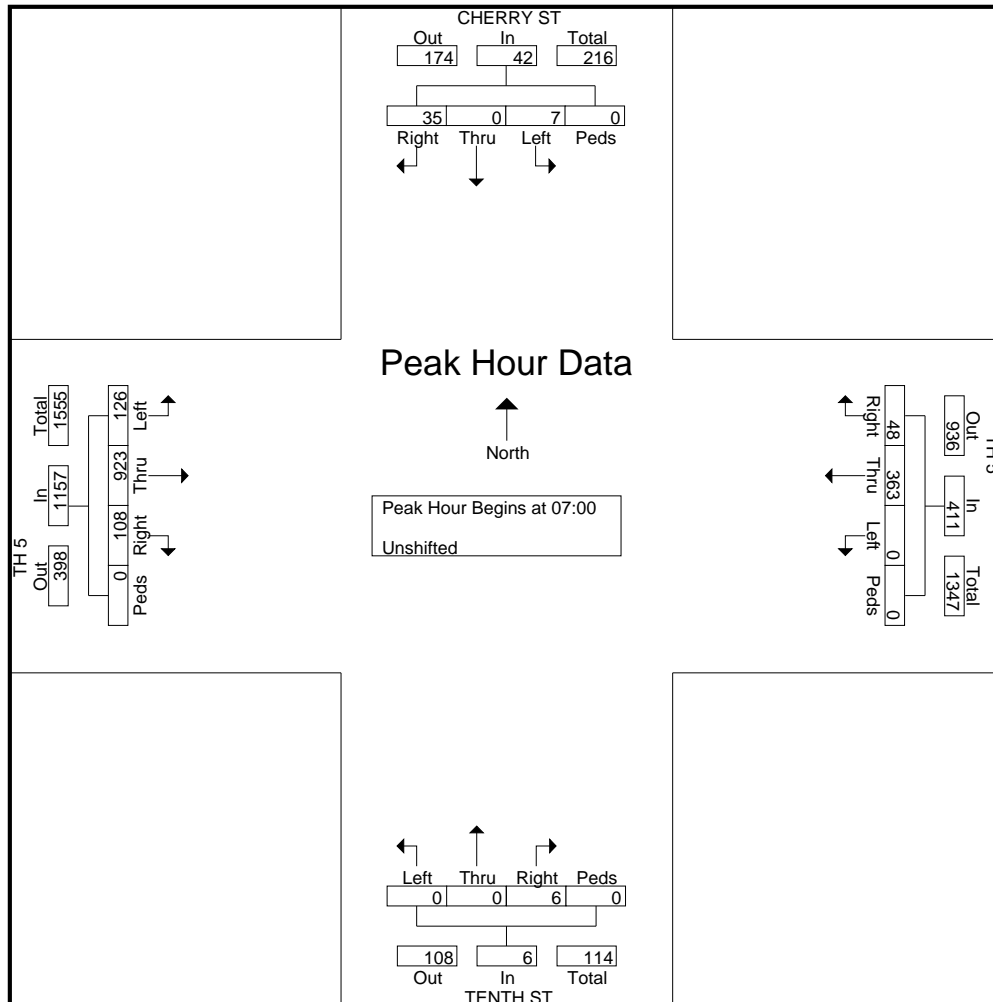 CHERRY ST
Out In Total
174 42 216
35 0 7 0
Right Thru Left Peds
Peak Hour Data
North
Peak Hour Begins at 07:00
Unshifted
TH 5
Out In Total
398 1157 1555
126 923 108 0
Left Thru Right Peds
TH 5
Out In Total
936 411 1347
48 363 0 0
Right Thru Left Peds
Left Thru Right Peds
0 0 6 0
108 6 114
Out In Total
TENTH ST